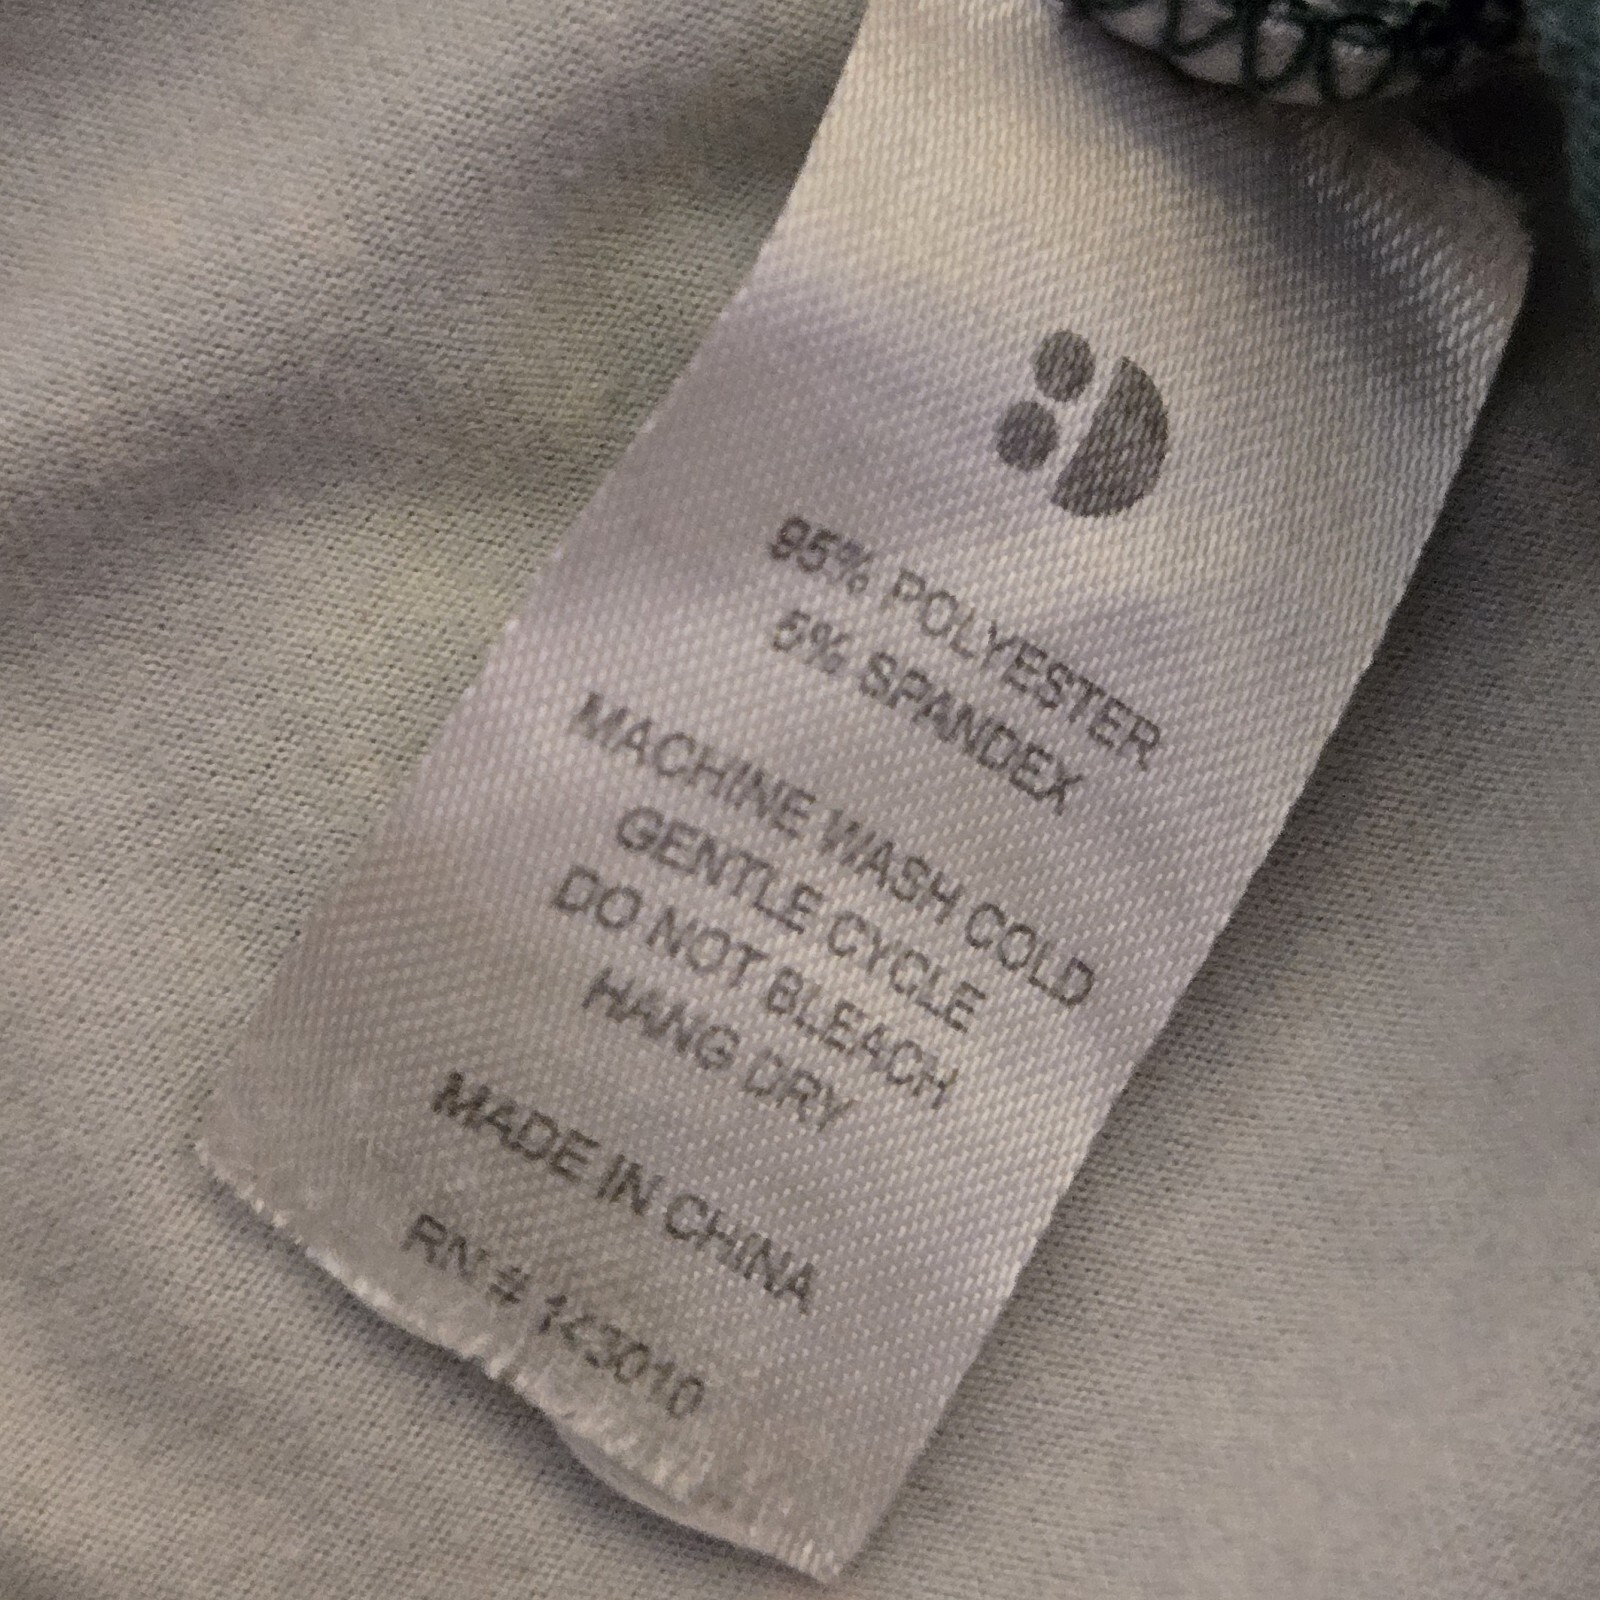 95% POLYESTER
5% SPANDEX
MACHINE WASH COLD
GENTLE CYCLE
DO NOT BLEACH
HANG DRY
MADE IN CHINA
RN # 143010